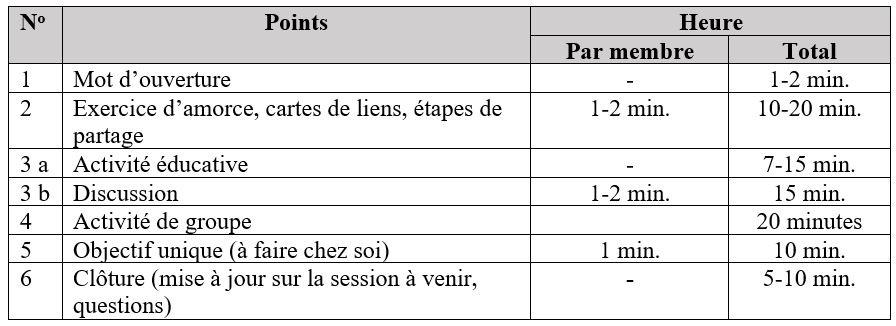 Nº Points Heure
Par membre Total
1 Mot d’ouverture - 1-2 min.
2 Exercice d’amorce, cartes de liens, étapes de 1-2 min. 10-20 min.
partage
3 a Activité éducative - 7-15 min.
3 b Discussion 1-2 min. 15 min.
4 Activité de groupe 20 minutes
5 Objectif unique (à faire chez soi) 1 min. 10 min.
6 Clôture (mise à jour sur la session à venir, - 5-10 min.
questions)